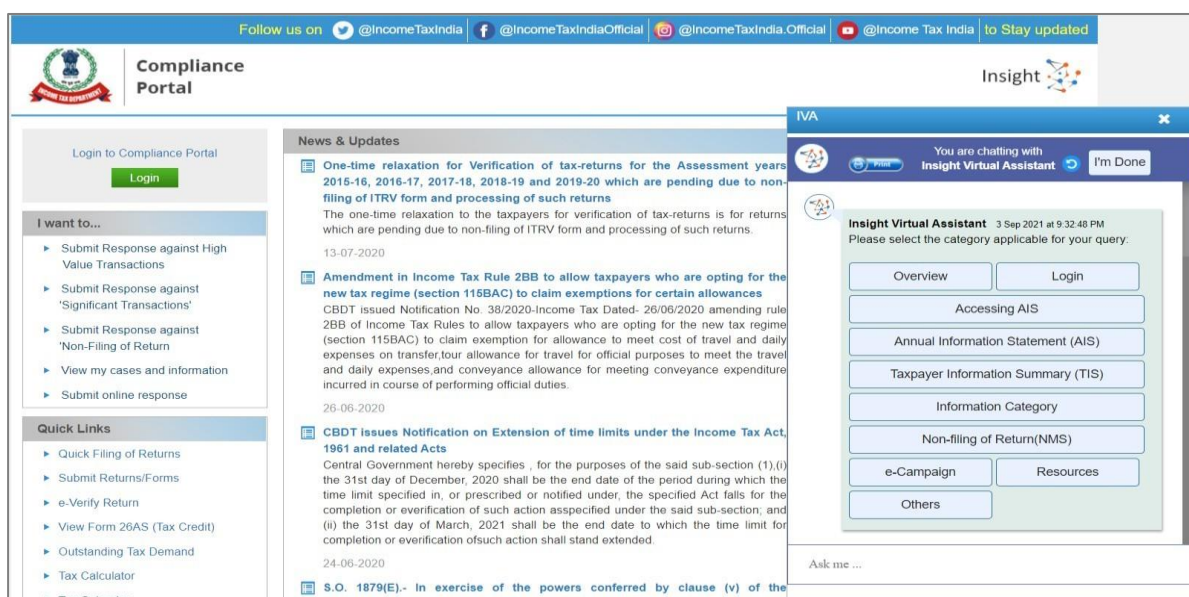 Follow us on @IncomeTaxIndia @IncomeTaxIndiaOfficial @IncomeTaxIndia.Official @Income Tax India to Stay updated
INCOME TAX DEPARTMENT
Compliance
Portal
Insight
Login to Compliance Portal
Login
I want to...
Submit Response against High
Value Transactions
Submit Response against
'Significant Transactions'
Submit Response against
'Non-Filing of Return
View my cases and information
Submit online response
Quick Links
Quick Filing of Returns
Submit Returns/Forms
e-Verify Return
View Form 26AS (Tax Credit)
Outstanding Tax Demand
Tax Calculator
News & Updates
One-time relaxation for Verification of tax-returns for the Assessment years
2015-16, 2016-17, 2017-18, 2018-19 and 2019-20 which are pending due to non-
filing of ITRV form and processing of such returns
The one-time relaxation to the taxpayers for verification of tax-returns is for returns
which are pending due to non-filing of ITRV form and processing of such returns.
13-07-2020
Amendment in Income Tax Rule 2BB to allow taxpayers who are opting for the
new tax regime (section 115BAC) to claim exemptions for certain allowances
CBDT issued Notification No. 38/2020-Income Tax Dated- 26/06/2020 amending rule
2BB of Income Tax Rules to allow taxpayers who are opting for the new tax regime
(section 115BAC) to claim exemption for allowance to meet cost of travel and daily
expenses on transfer,tour allowance for travel for official purposes to meet the travel
and daily expenses,and conveyance allowance for meeting conveyance expenditure
incurred in course of performing official duties.
26-06-2020
CBDT issues Notification on Extension of time limits under the Income Tax Act,
1961 and related Acts
Central Government hereby specifies , for the purposes of the said sub-section (1),(i)
the 31st day of December, 2020 shall be the end date of the period during which the
time limit specified in, or prescribed or notified under, the specified Act falls for the
completion or everification of such action asspecified under the said sub-section; and
(ii) the 31st day of March, 2021 shall be the end date to which the time limit for
completion or everification ofsuch action shall stand extended.
24-06-2020
S.O. 1879(E).- In exercise of the powers conferred by clause (v) of the
IVA
Print
You are chatting with
Insight Virtual Assistant
I'm Done
Insight Virtual Assistant 3 Sep 2021 at 9:32:48 PM
Please select the category applicable for your query:
Overview
Login
Accessing AIS
Annual Information Statement (AIS)
Taxpayer Information Summary (TIS)
Information Category
Non-filing of Return(NMS)
e-Campaign
Resources
Others
Ask me ...